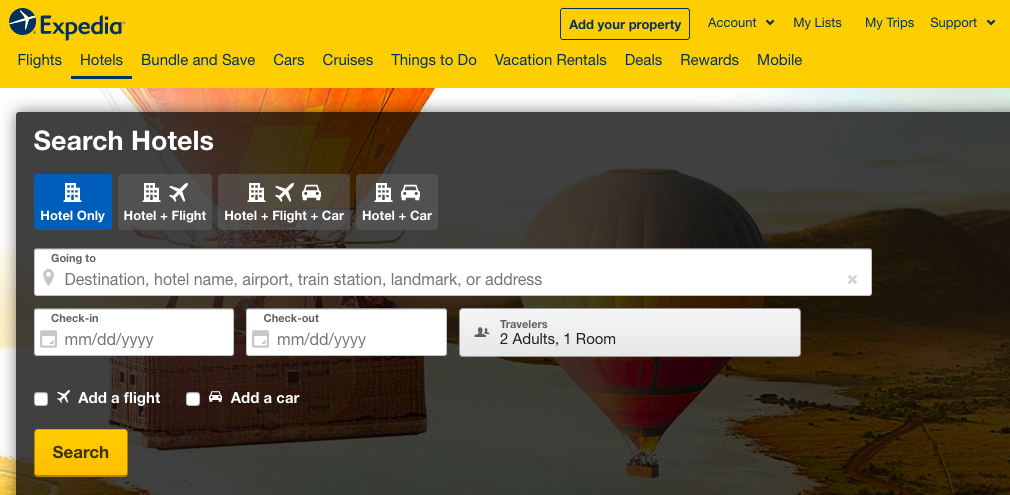 Expedia
Add your property Account My Lists My Trips Support
Flights Hotels Bundle and Save Cars Cruises Things to Do Vacation Rentals Deals Rewards Mobile
Search Hotels
Hotel Only Hotel + Flight Hotel + Flight + Car Hotel + Car
Going to
Destination, hotel name, airport, train station, landmark, or address
Check-in Check-out Travelers
mm/dd/yyyy mm/dd/yyyy 2 Adults, 1 Room
Add a flight Add a car
Search